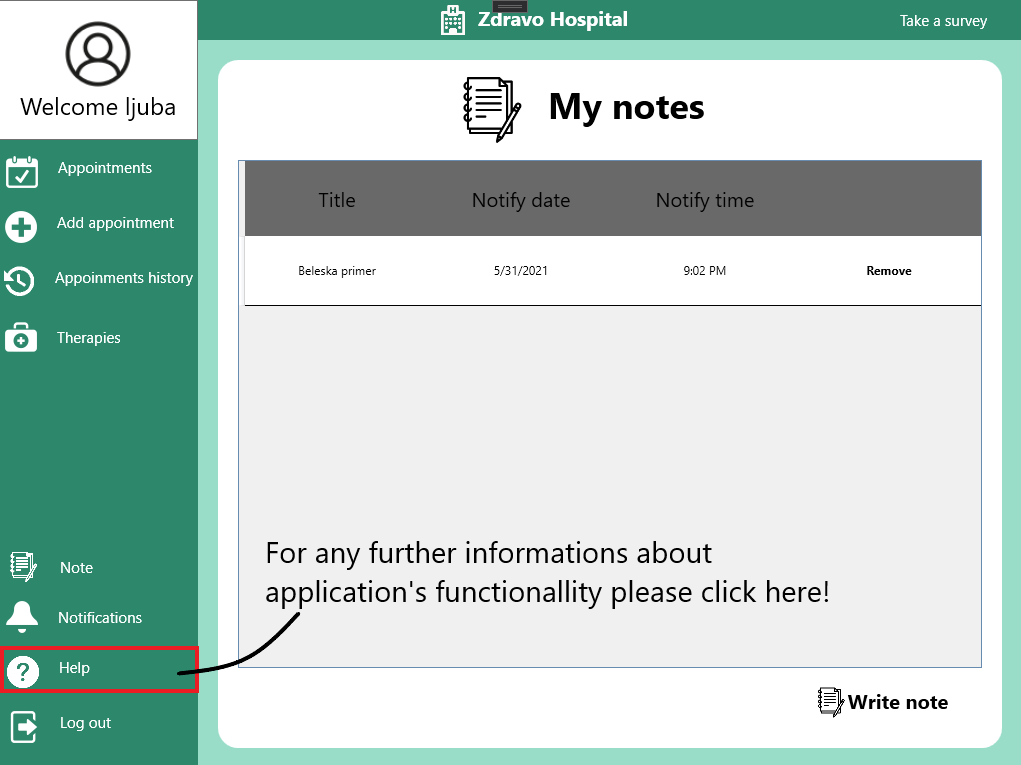 Zdravo Hospital
Take a survey
Welcome ljuba
Appointments
Add appointment
Appoinments history
Therapies
Note
Notifications
Help
Log out
My notes
Title Notify date Notify time
Beleska primer 5/31/2021 9:02 PM Remove
For any further informations about
application's functionallity please click here!
Write note